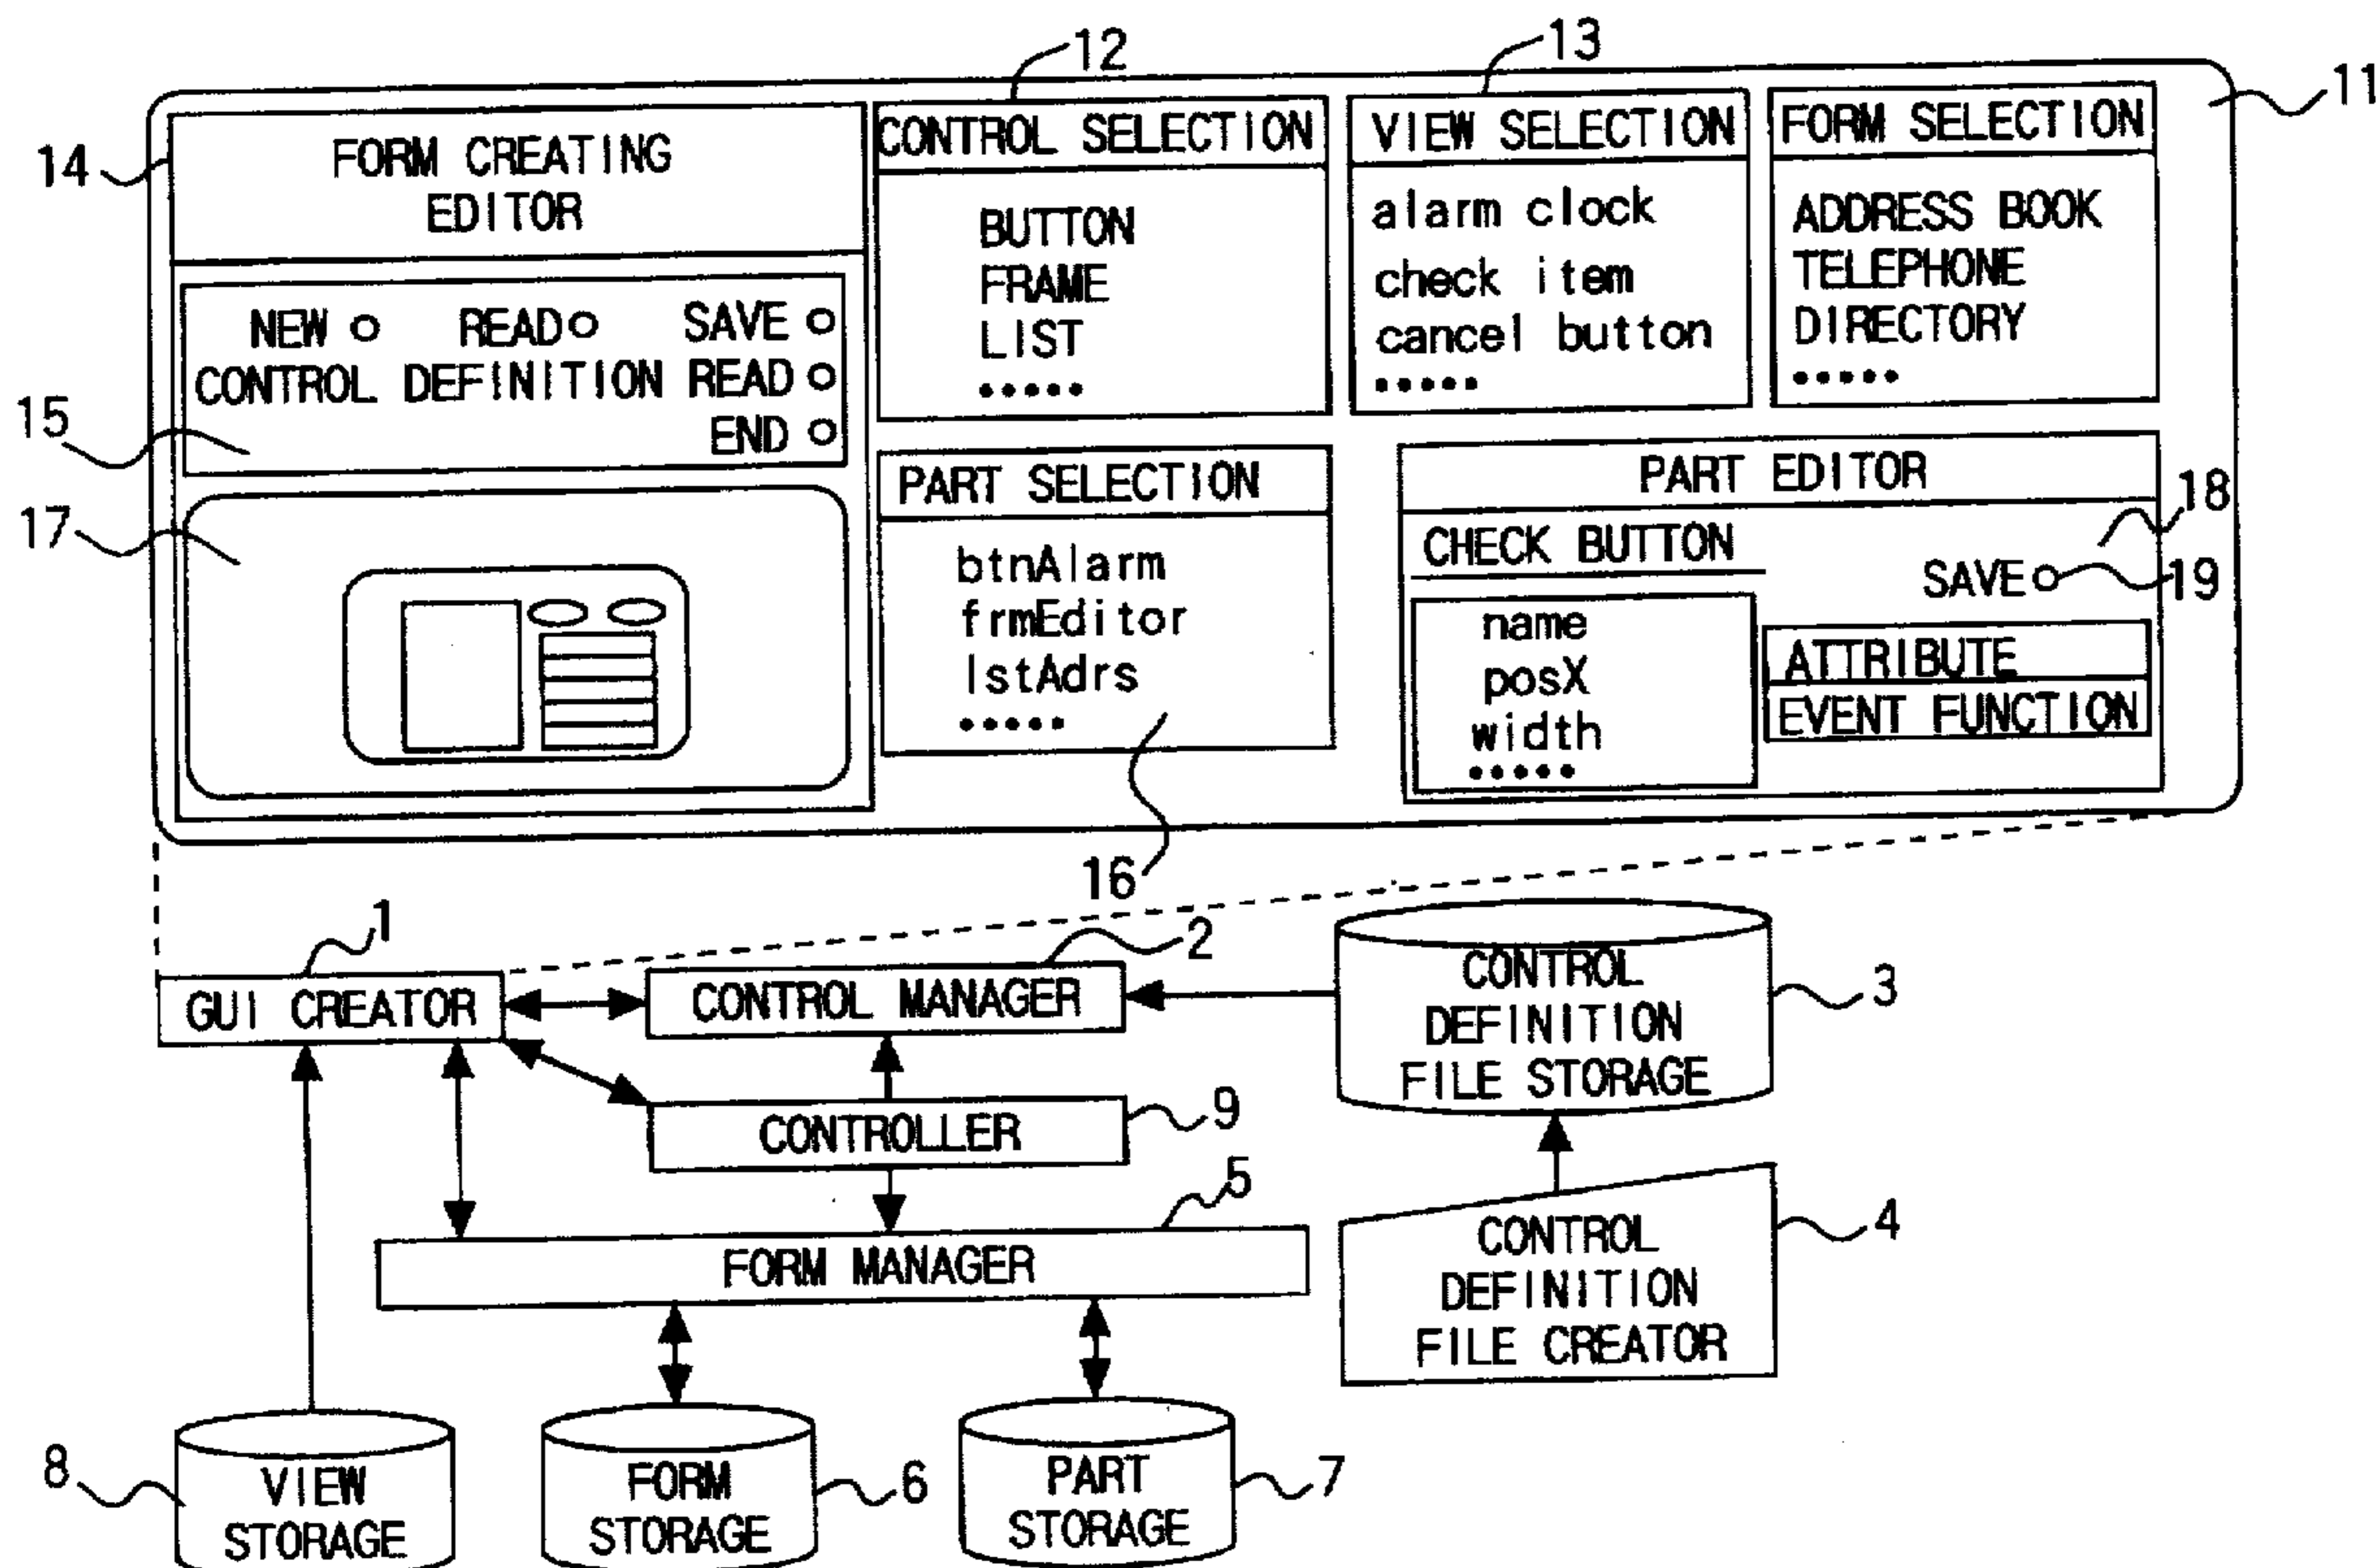 12
13
11
14
FORM CREATING
EDITOR
CONTROL SELECTION
BUTTON
FRAME
LIST
•••••
VIEW SELECTION
alarm clock
check item
cancel button
•••••
FORM SELECTION
ADDRESS BOOK
TELEPHONE
DIRECTORY
•••••
NEW READ SAVE
CONTROL DEFINITION READ
END
15
17
PART SELECTION
btnAlarm
frmEditor
lstAdrs
•••••
16
PART EDITOR
CHECK BUTTON
18
SAVE
19
name
posX
width
•••••
ATTRIBUTE
EVENT FUNCTION
1
GUI CREATOR
2
CONTROL MANAGER
CONTROL
DEFINITION
FILE STORAGE
3
CONTROLLER
9
5
FORM MANAGER
CONTROL
DEFINITION
FILE CREATOR
4
8
VIEW
STORAGE
FORM
STORAGE
6
PART
STORAGE
7